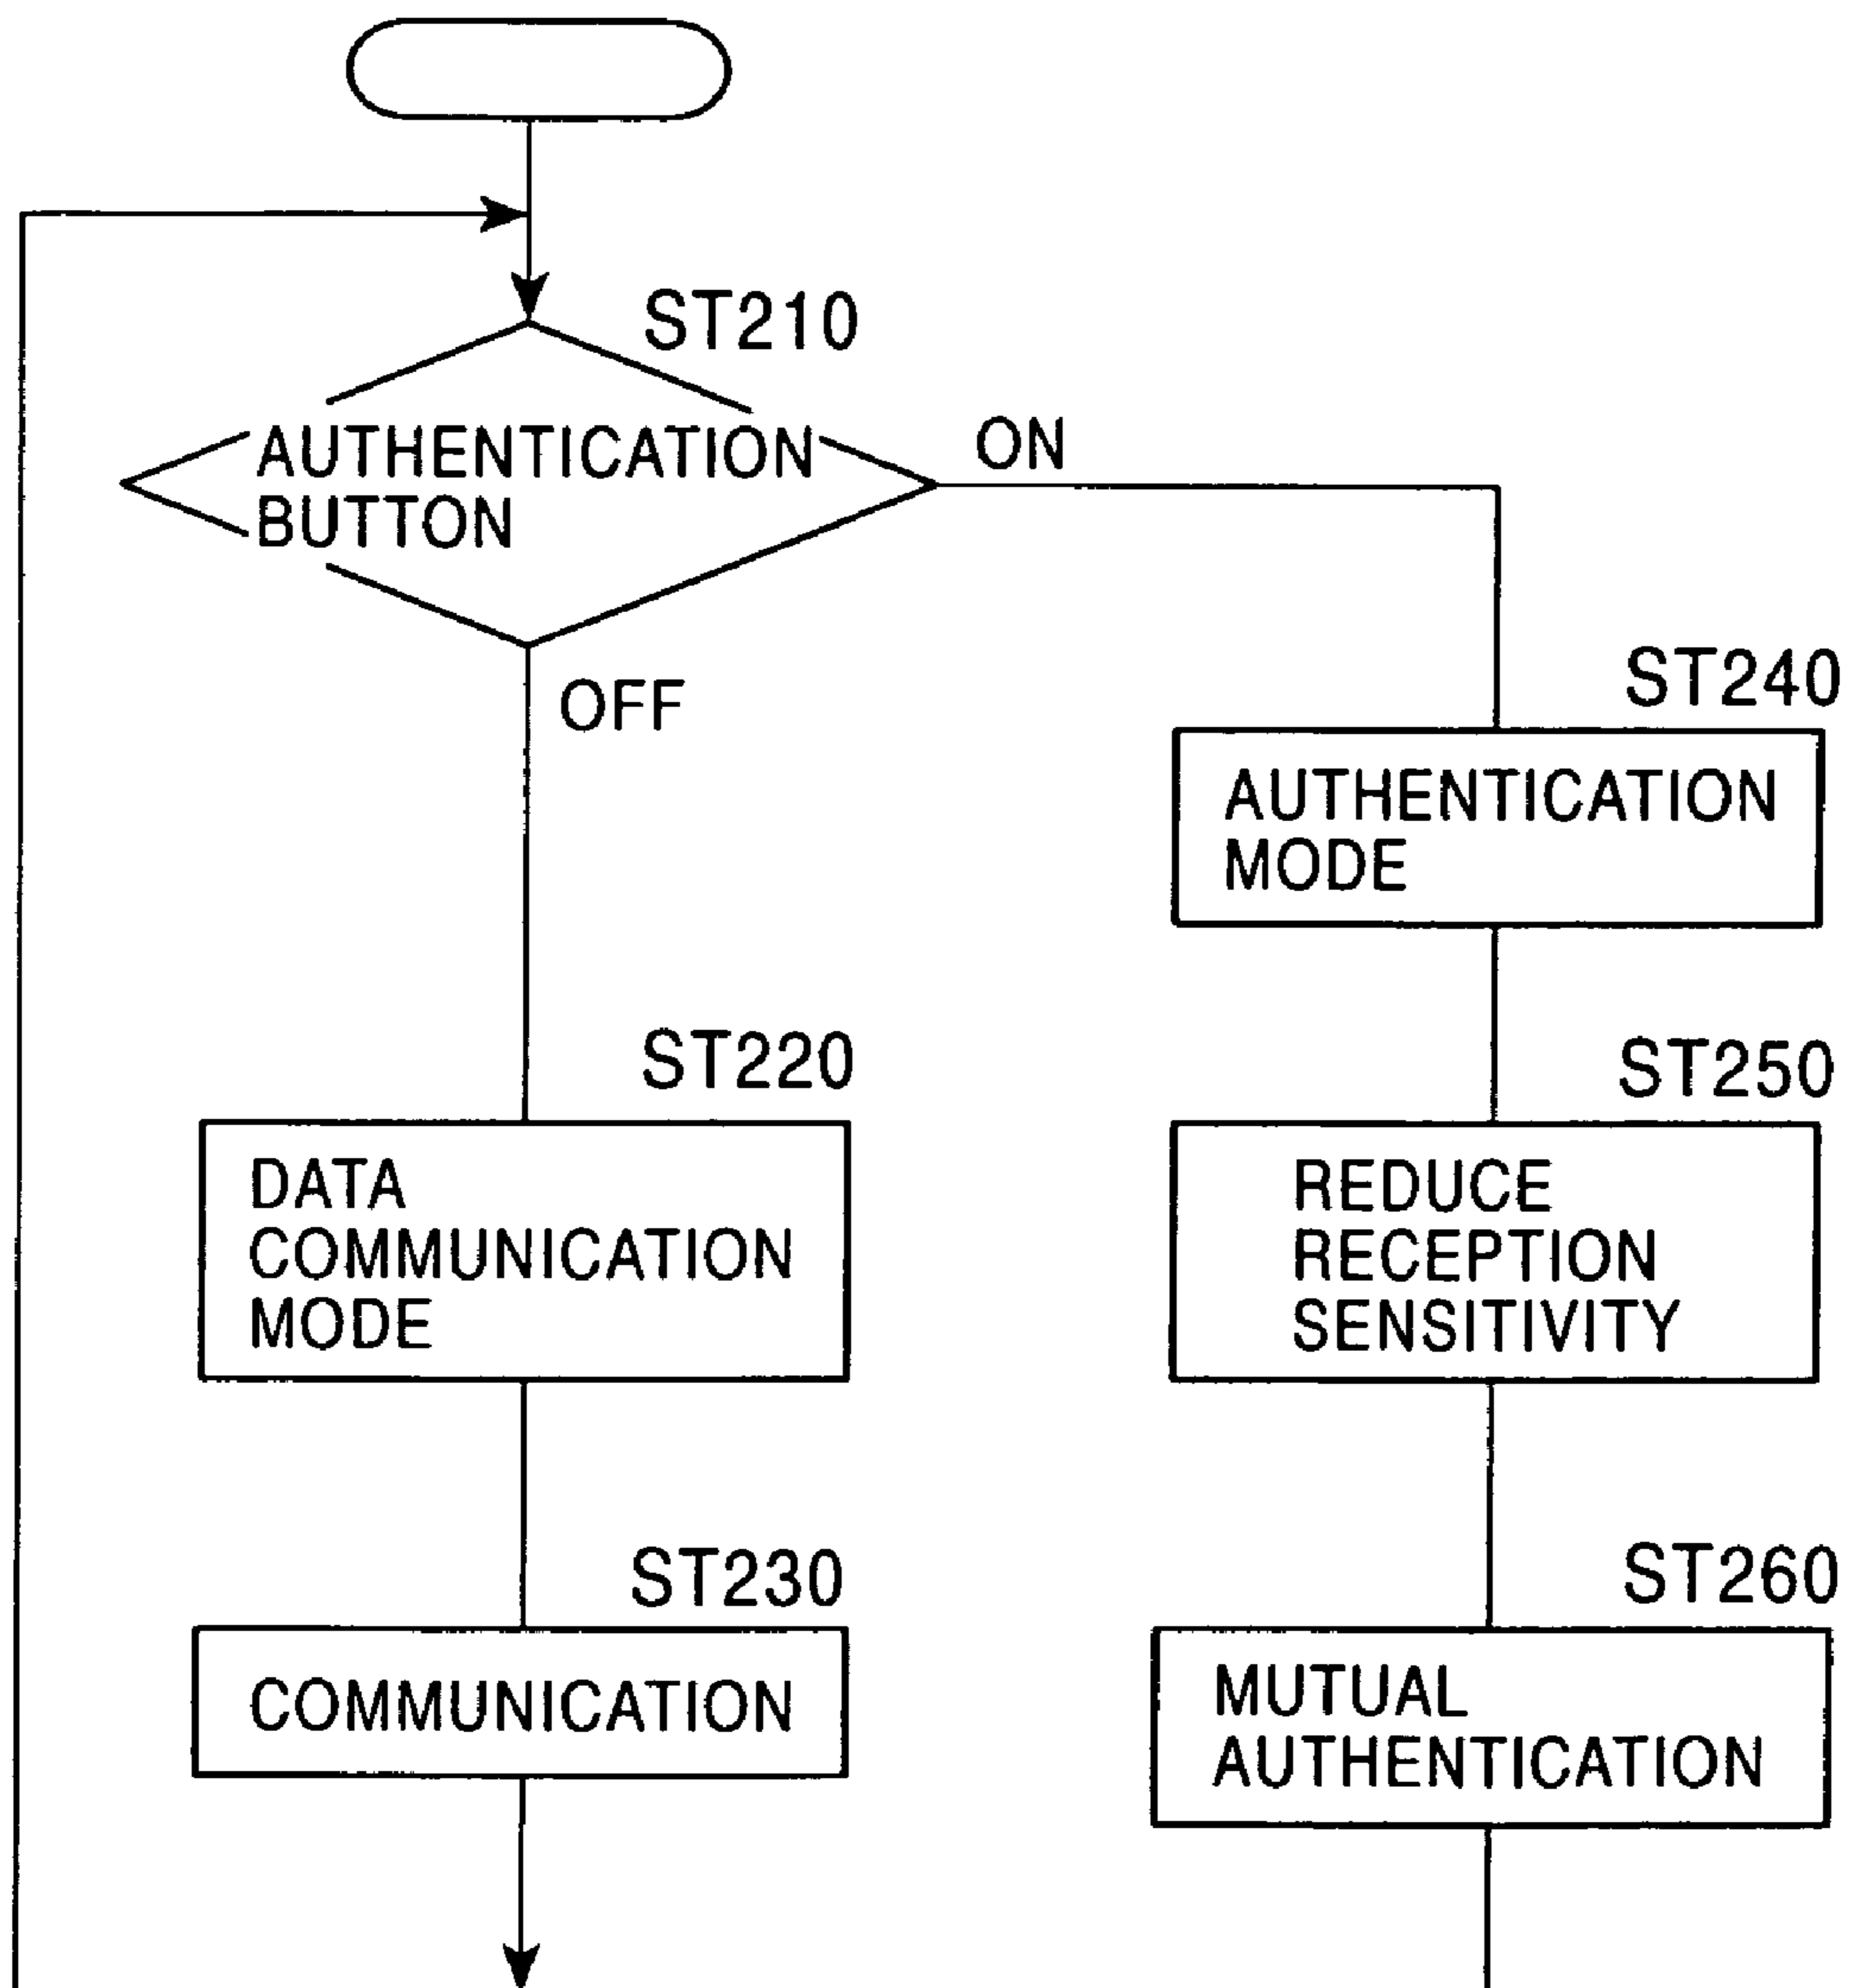 ST210
AUTHENTICATION
BUTTON
ON
OFF
ST240
AUTHENTICATION
MODE
ST220
DATA
COMMUNICATION
MODE
ST250
REDUCE
RECEPTION
SENSITIVITY
ST230
COMMUNICATION
ST260
MUTUAL
AUTHENTICATION